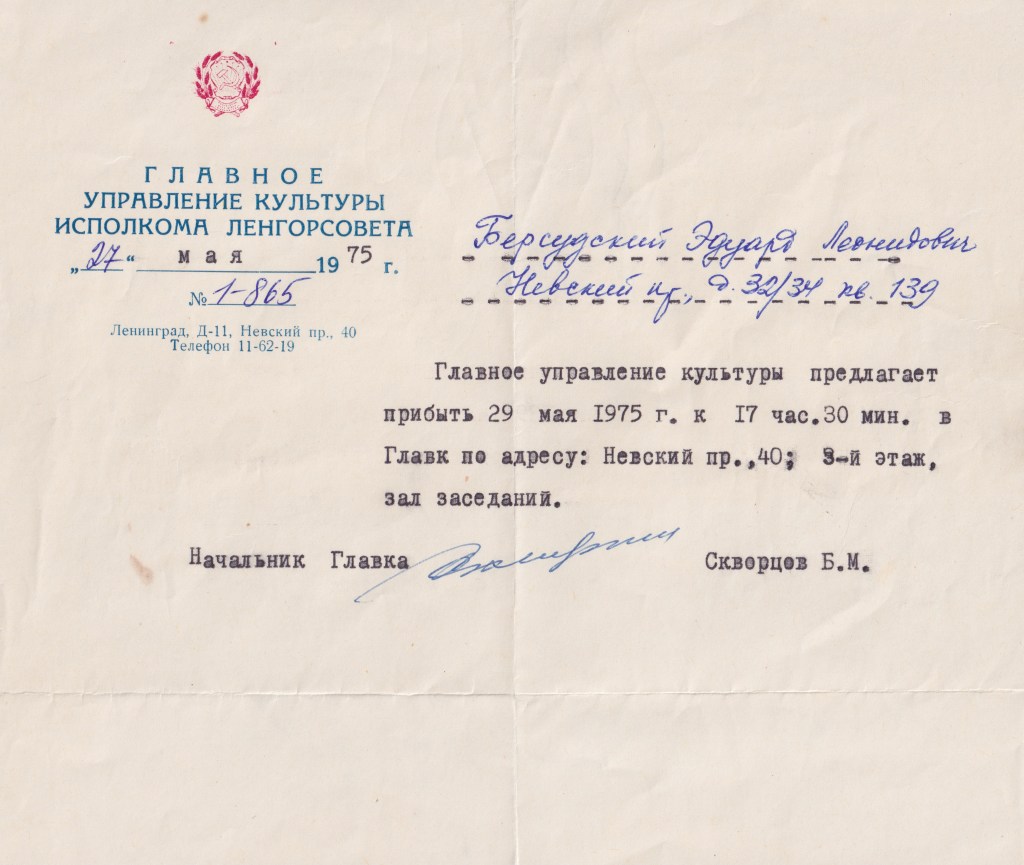 ГЛАВНОЕ
УПРАВЛЕНИЕ КУЛЬТУРЫ
ИСПОЛКОМА ЛЕНГОРСОВЕТА
„27“ мая 1975 г.
№ 1-865
Ленинград, Д-11, Невский пр., 40
Телефон 11-62-19
Берсудский Эдуард Леонидович
Невский пр., д. 32/34 кв. 139
Главное управление культуры предлагает
прибыть 29 мая 1975 г. к 17 час.30 мин. в
Главк по адресу: Невский пр.,40; 3-й этаж,
зал заседаний.
Начальник Главка Скворцов Б.М.